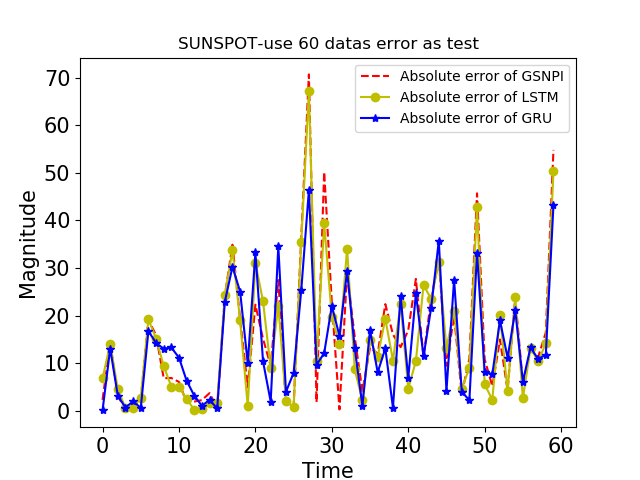 SUNSPOT-use 60 datas error as test
Absolute error of GSNPI
Absolute error of LSTM
Absolute error of GRU
Magnitude
70
60
50
40
30
20
10
0
0 10 20 30 40 50 60
Time